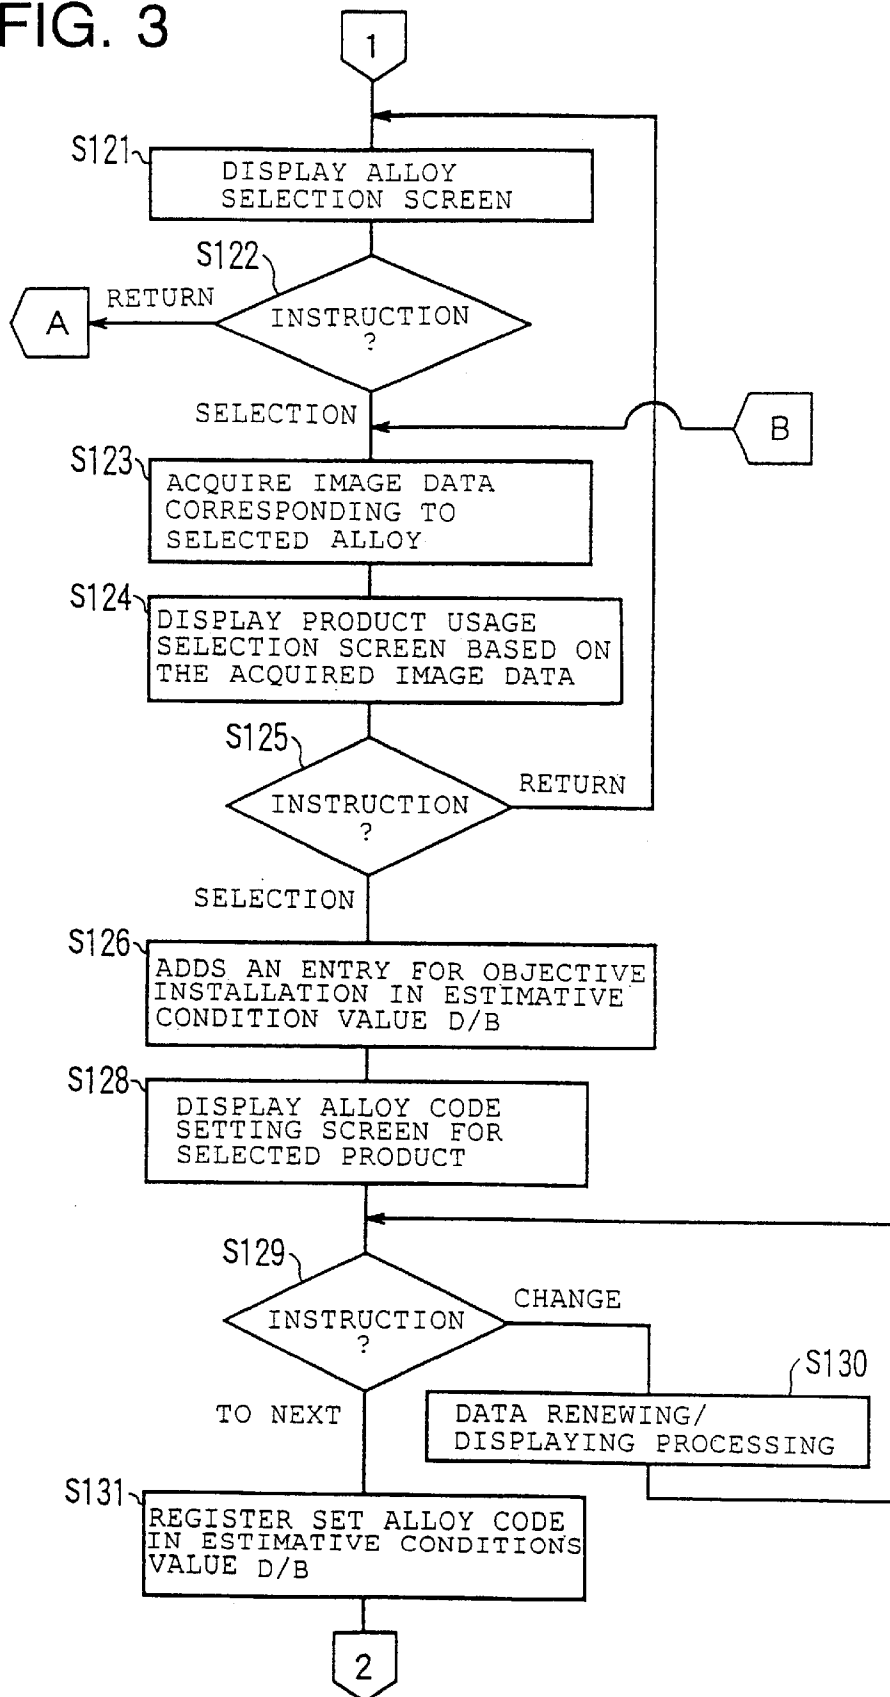 FIG. 3
1
S121
DISPLAY ALLOY
SELECTION SCREEN
S122
INSTRUCTION
?
RETURN
A
SELECTION
B
S123
ACQUIRE IMAGE DATA
CORRESPONDING TO
SELECTED ALLOY
S124
DISPLAY PRODUCT USAGE
SELECTION SCREEN BASED ON
THE ACQUIRED IMAGE DATA
S125
INSTRUCTION
?
RETURN
SELECTION
S126
ADDS AN ENTRY FOR OBJECTIVE
INSTALLATION IN ESTIMATIVE
CONDITION VALUE D/B
S128
DISPLAY ALLOY CODE
SETTING SCREEN FOR
SELECTED PRODUCT
S129
INSTRUCTION
?
CHANGE
S130
DATA RENEWING/
DISPLAYING PROCESSING
TO NEXT
S131
REGISTER SET ALLOY CODE
IN ESTIMATIVE CONDITIONS
VALUE D/B
2